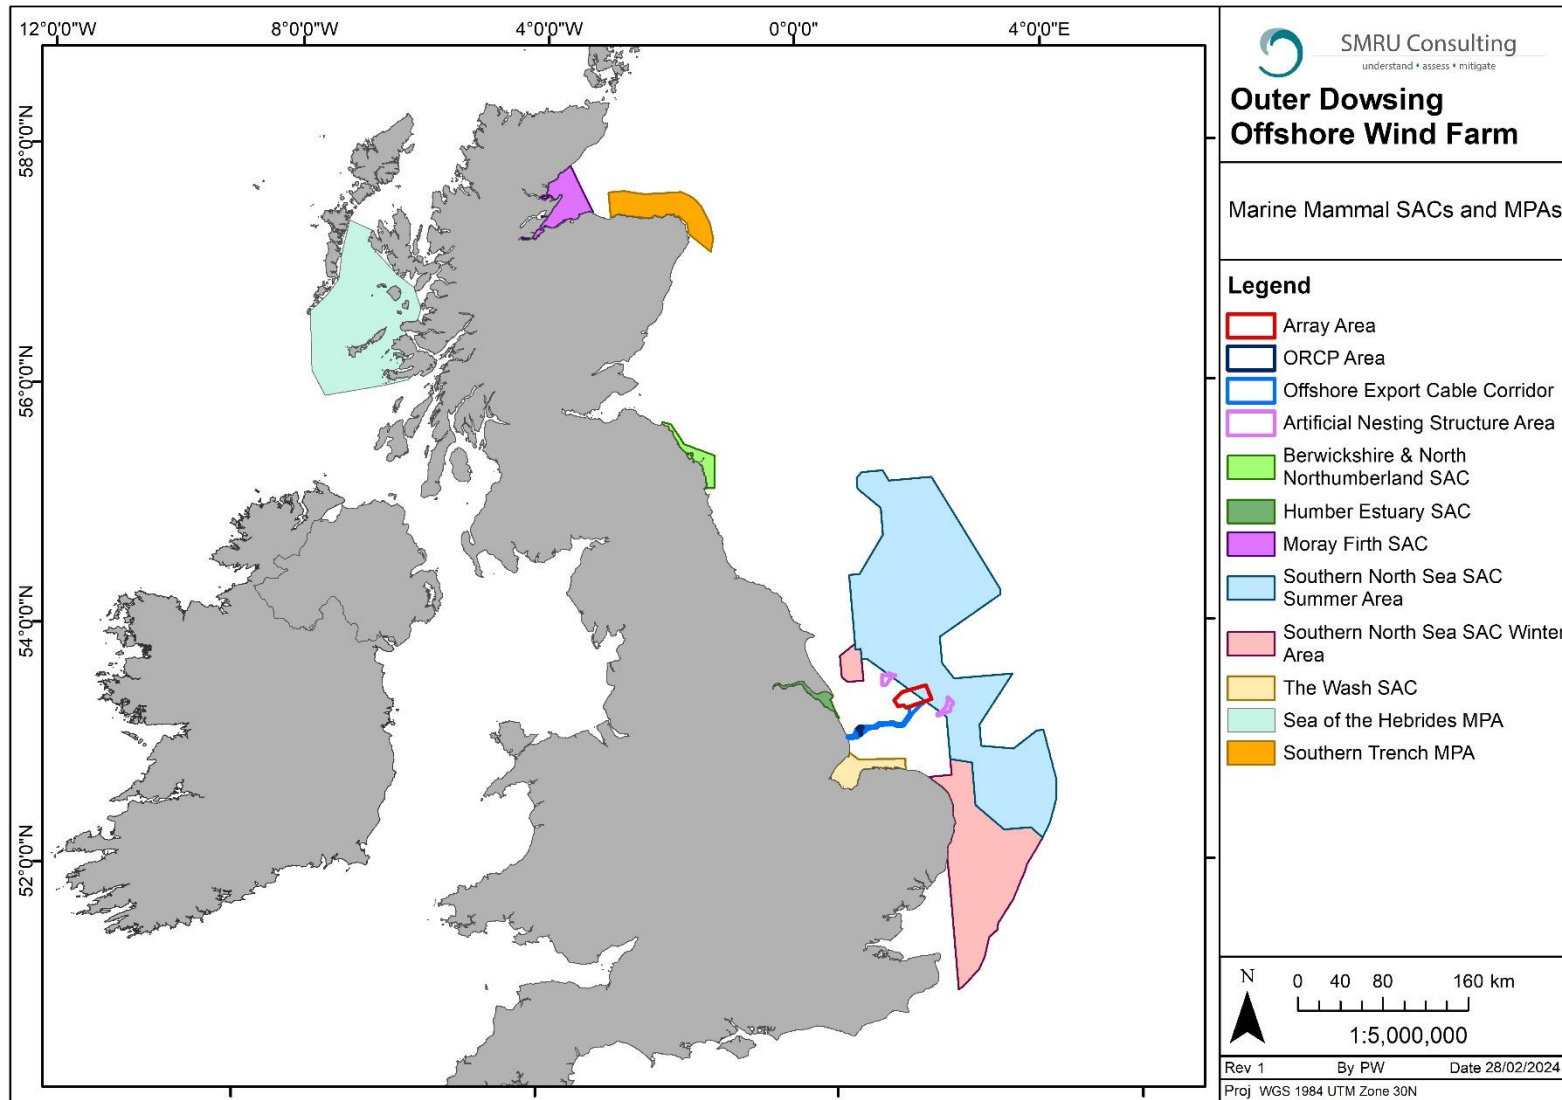 12°0'0"W 8°0'0"W 4°0'0"W 0°0'0" 4°0'0"E
58°0'0"N
56°0'0"N
54°0'0"N
52°0'0"N
SMRU Consulting
understand • assess • mitigate
Outer Dowsing
Offshore Wind Farm
Marine Mammal SACs and MPAs
Legend
Array Area
ORCP Area
Offshore Export Cable Corridor
Artificial Nesting Structure Area
Berwickshire & North
Northumberland SAC
Humber Estuary SAC
Moray Firth SAC
Southern North Sea SAC
Summer Area
Southern North Sea SAC Winter
Area
The Wash SAC
Sea of the Hebrides MPA
Southern Trench MPA
N
0 40 80 160 km
1:5,000,000
Rev 1 By PW Date 28/02/2024
Proj WGS 1984 UTM Zone 30N